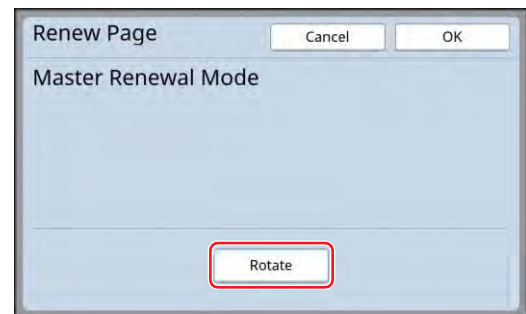 Renew Page
Cancel
OK
Master Renewal Mode
Rotate